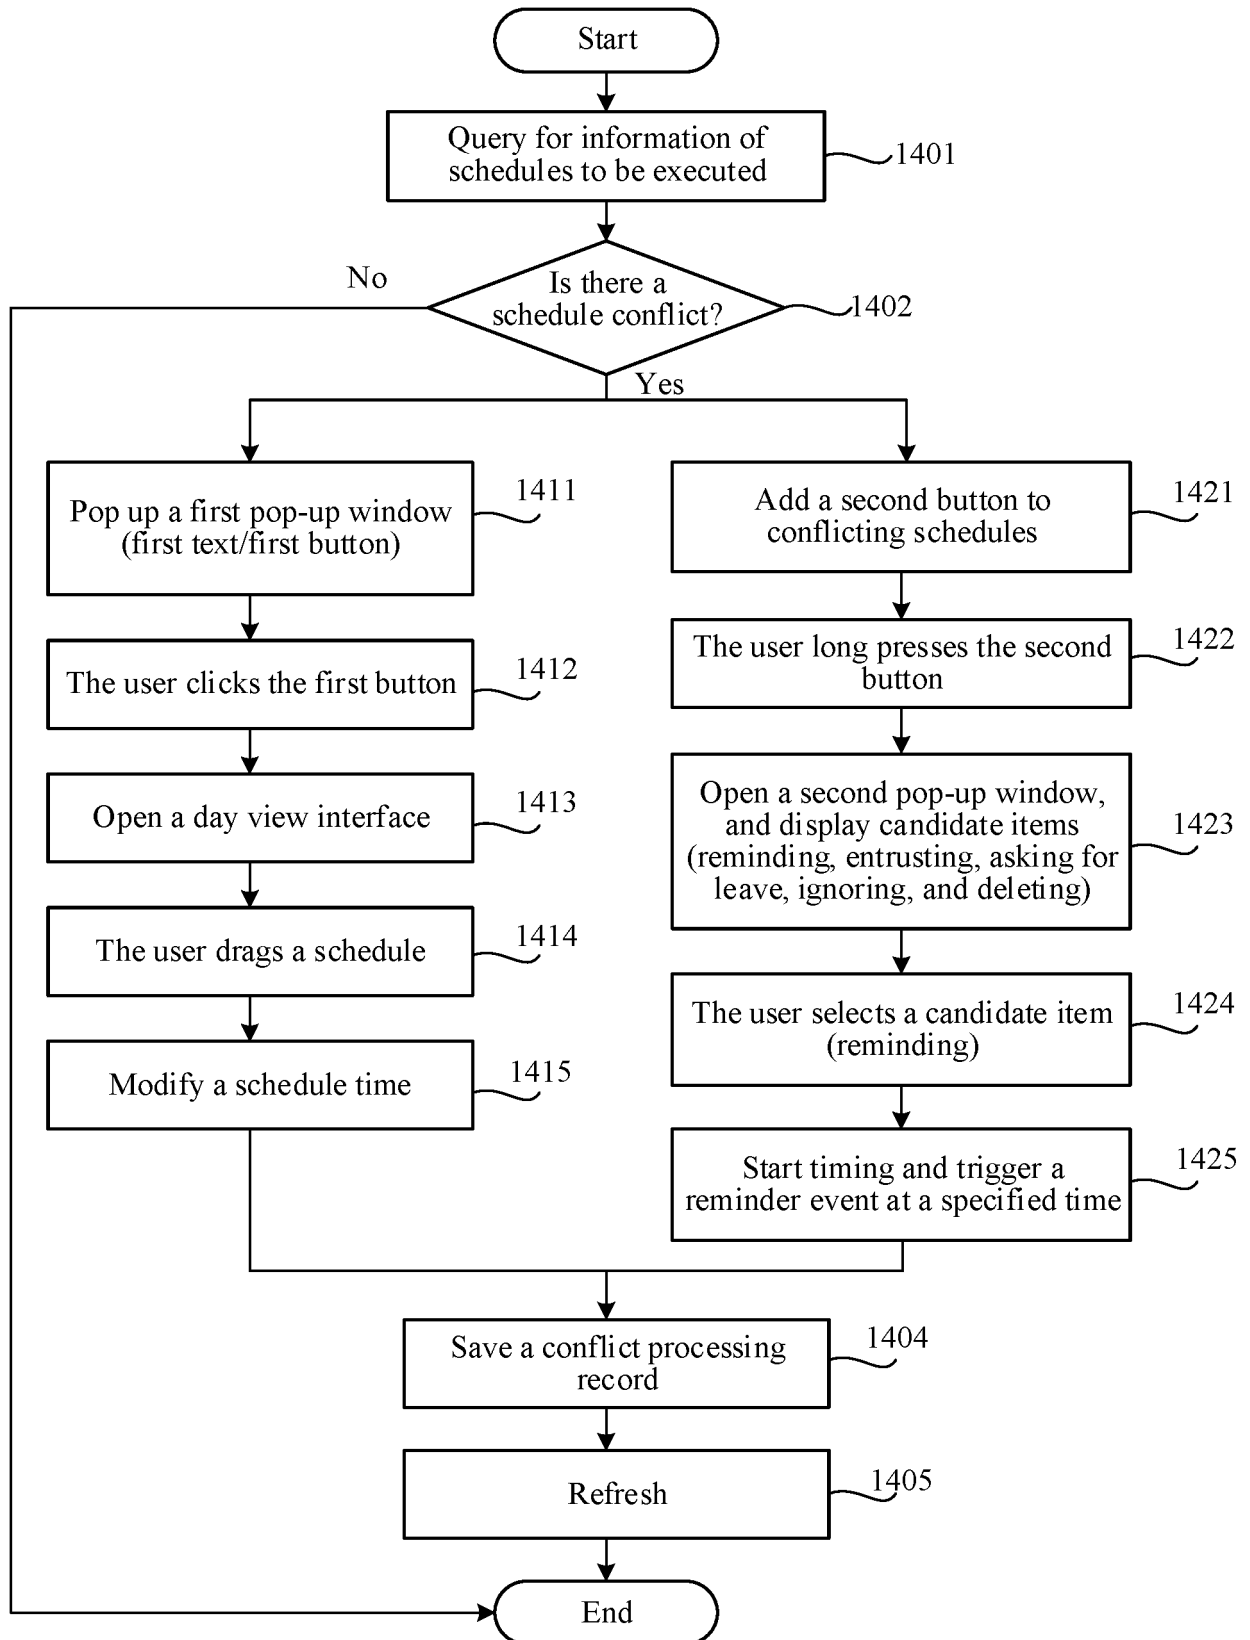 Start
Query for information of
schedules to be executed
1401
No
Is there a
schedule conflict?
1402
Yes
Pop up a first pop-up window
(first text/first button)
1411
The user clicks the first button
1412
Open a day view interface
1413
The user drags a schedule
1414
Modify a schedule time
1415
Add a second button to
conflicting schedules
1421
The user long presses the second
button
1422
Open a second pop-up window,
and display candidate items
(reminding, entrusting, asking for
leave, ignoring, and deleting)
1423
The user selects a candidate item
(reminding)
1424
Start timing and trigger a
reminder event at a specified time
1425
Save a conflict processing
record
1404
Refresh
1405
End